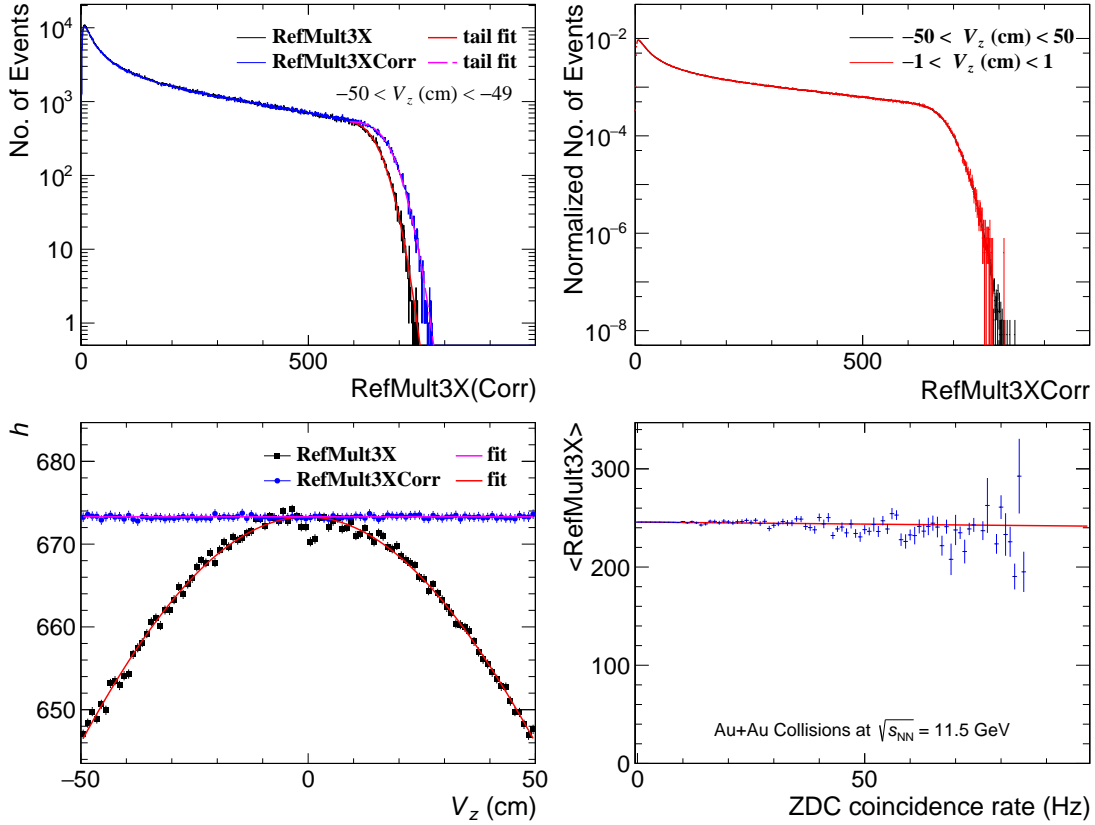 No. of Events
10⁴
10³
10²
10
1
RefMult3X tail fit
RefMult3XCorr tail fit
−50 < V_z (cm) < −49
0 500
RefMult3X(Corr)
Normalized No. of Events
10⁻²
10⁻⁴
10⁻⁶
10⁻⁸
−50 < V_z (cm) < 50
−1 < V_z (cm) < 1
0 500
RefMult3XCorr
h
680
670
660
650
RefMult3X fit
RefMult3XCorr fit
−50 0 50
V_z (cm)
<RefMult3X>
300
200
100
0
Au+Au Collisions at √s_NN = 11.5 GeV
0 50
ZDC coincidence rate (Hz)